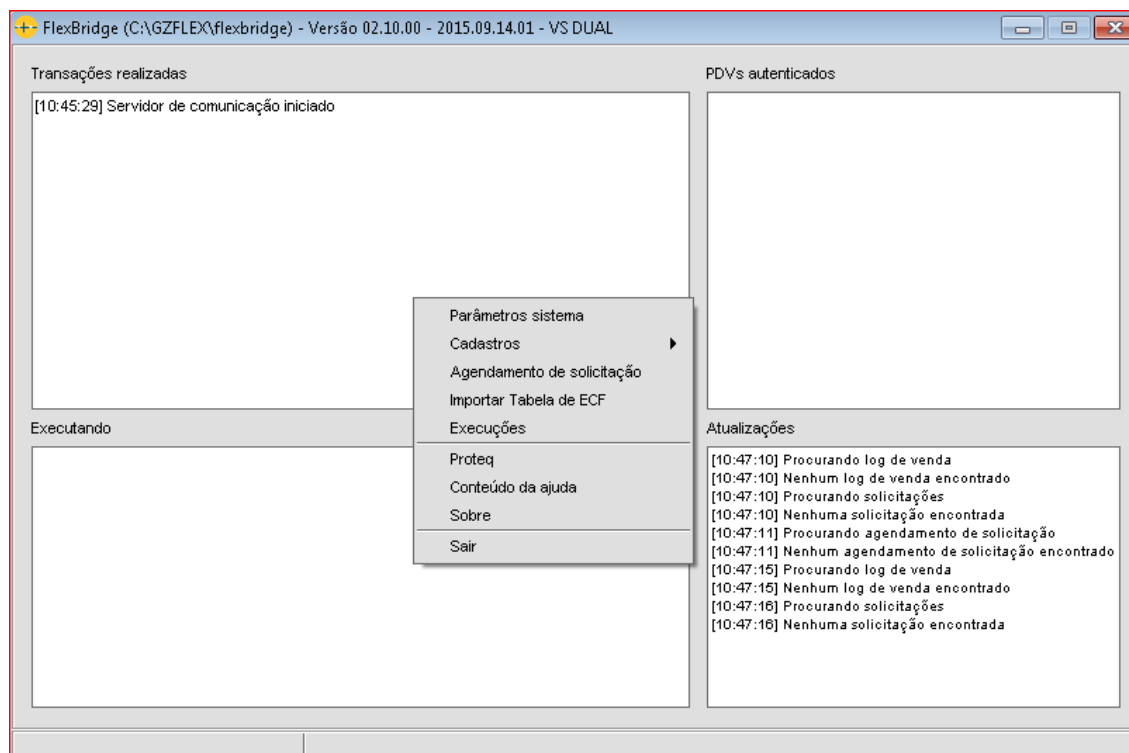 FlexBridge (C:\GZFLEX\flexbridge) - Versão 02.10.00 - 2015.09.14.01 - VS DUAL
Transações realizadas
[10:45:29] Servidor de comunicação iniciado
PDVs autenticados
Parâmetros sistema
Cadastros
Agendamento de solicitação
Importar Tabela de ECF
Execuções
Proteq
Conteúdo da ajuda
Sobre
Sair
Executando
Atualizações
[10:47:10] Procurando log de venda
[10:47:10] Nenhum log de venda encontrado
[10:47:10] Procurando solicitações
[10:47:10] Nenhuma solicitação encontrada
[10:47:11] Procurando agendamento de solicitação
[10:47:11] Nenhum agendamento de solicitação encontrado
[10:47:15] Procurando log de venda
[10:47:15] Nenhum log de venda encontrado
[10:47:16] Procurando solicitações
[10:47:16] Nenhuma solicitação encontrada